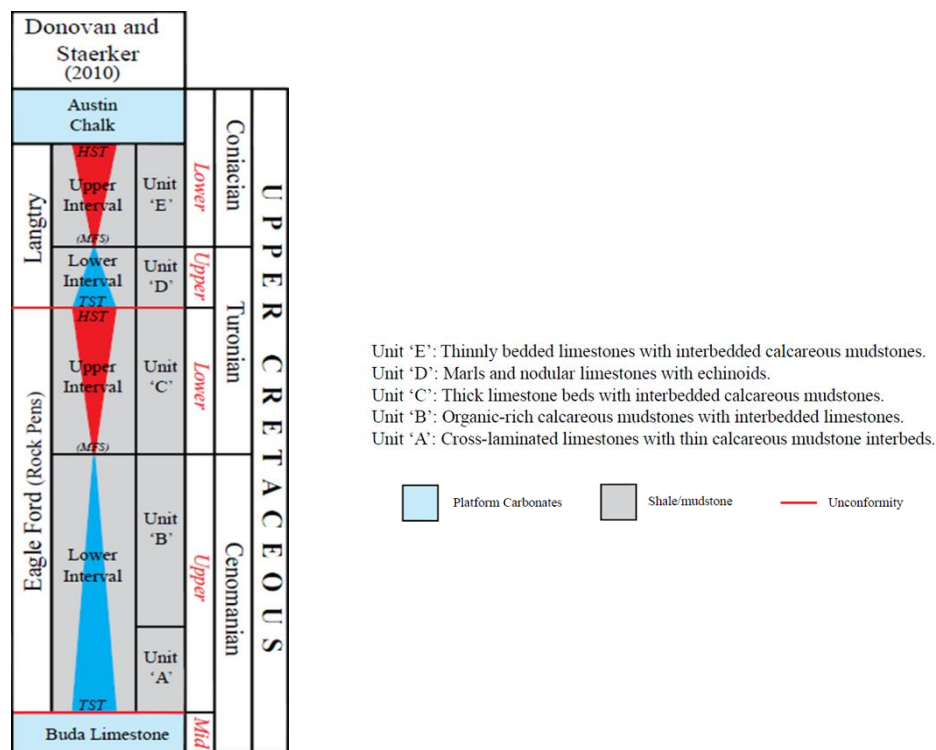 Donovan and
Staerker
(2010)
Austin
Chalk
Langtry
HST
Upper
Interval
(MFS)
Unit
'E'
Lower
Interval
TST
Unit
'D'
Eagle Ford (Rock Pens)
HST
Upper
Interval
(MFS)
Unit
'C'
Lower
Interval
TST
Unit
'B'
Unit
'A'
Buda Limestone
Lower
Upper
Lower
Upper
Mid
Coniacian
Turonian
Cenomanian
UPPER CRETACEOUS
Unit 'E': Thinnly bedded limestones with interbedded calcareous mudstones.
Unit 'D': Marls and nodular limestones with echinoids.
Unit 'C': Thick limestone beds with interbedded calcareous mudstones.
Unit 'B': Organic-rich calcareous mudstones with interbedded limestones.
Unit 'A': Cross-laminated limestones with thin calcareous mudstone interbeds.
Platform Carbonates
Shale/mudstone
Unconformity